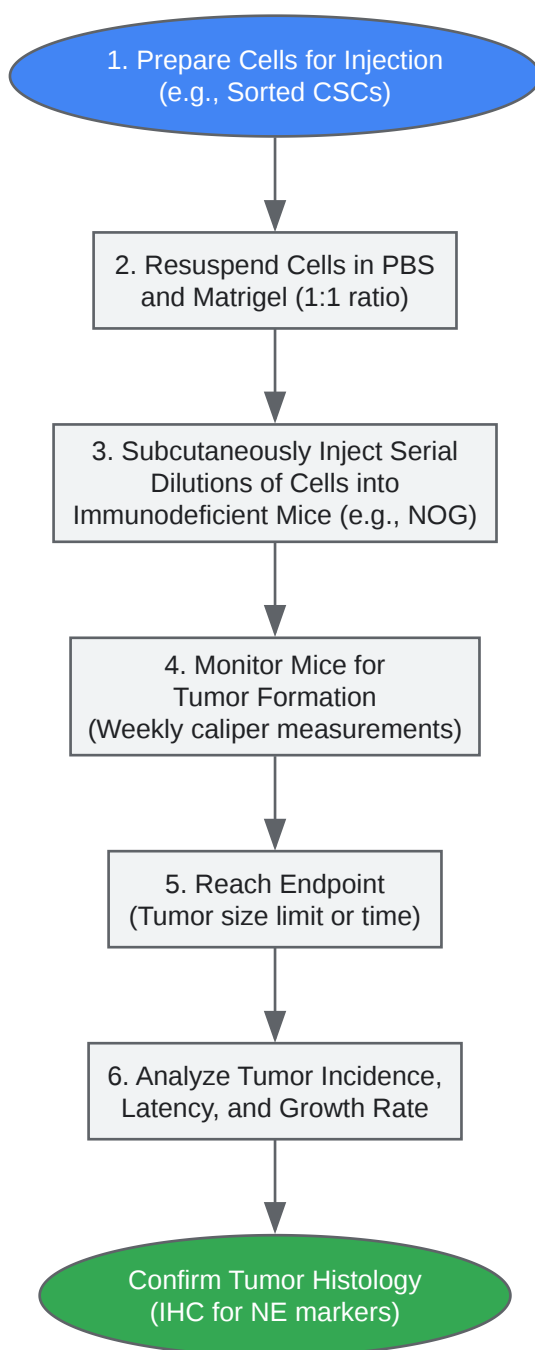 1. Prepare Cells for Injection
(e.g., Sorted CSCs)
2. Resuspend Cells in PBS
and Matrigel (1:1 ratio)
3. Subcutaneously Inject Serial
Dilutions of Cells into
Immunodeficient Mice (e.g., NOG)
4. Monitor Mice for
Tumor Formation
(Weekly caliper measurements)
5. Reach Endpoint
(Tumor size limit or time)
6. Analyze Tumor Incidence,
Latency, and Growth Rate
Confirm Tumor Histology
(IHC for NE markers)